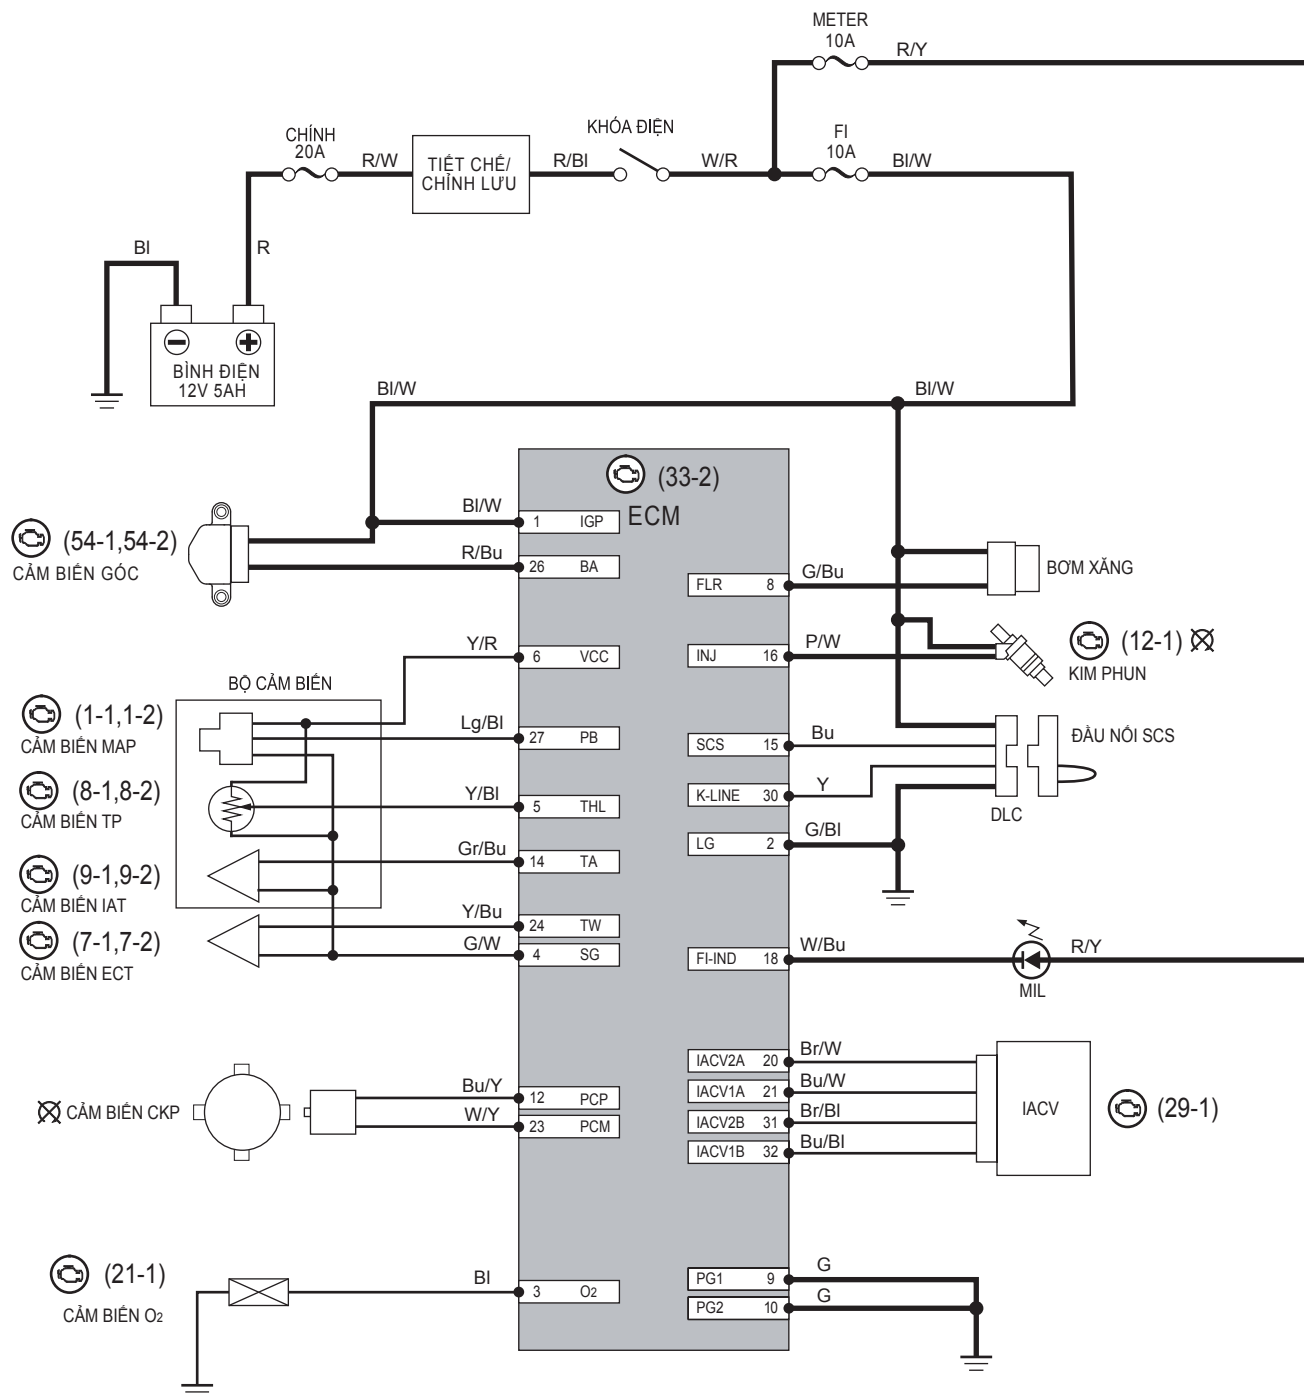 METER
10A
R/Y
CHÍNH
20A
R/W
TIẾT CHẾ/
CHỈNH LƯU
R/Bl
KHÓA ĐIỆN
W/R
FI
10A
Bl/W
Bl
R
BÌNH ĐIỆN
12V 5AH
Bl/W
Bl/W
(33-2)
ECM
(54-1,54-2)
CẢM BIẾN GÓC
Bl/W
1 IGP
R/Bu
26 BA
FLR 8
G/Bu
BƠM XĂNG
Y/R
6 VCC
INJ 16
P/W
(12-1)
KIM PHUN
BỘ CẢM BIẾN
(1-1,1-2)
CẢM BIẾN MAP
Lg/Bl
27 PB
SCS 15
Bu
ĐẦU NỐI SCS
(8-1,8-2)
CẢM BIẾN TP
Y/Bl
5 THL
K-LINE 30
Y
DLC
(9-1,9-2)
CẢM BIẾN IAT
Gr/Bu
14 TA
LG 2
G/Bl
(7-1,7-2)
CẢM BIẾN ECT
Y/Bu
24 TW
G/W
4 SG
FI-IND 18
W/Bu
MIL
R/Y
CẢM BIẾN CKP
Bu/Y
12 PCP
W/Y
23 PCM
IACV2A 20
Br/W
IACV1A 21
Bu/W
IACV2B 31
Br/Bl
IACV1B 32
Bu/Bl
IACV
(29-1)
(21-1)
CẢM BIẾN O2
Bl
3 O2
PG1 9
G
PG2 10
G